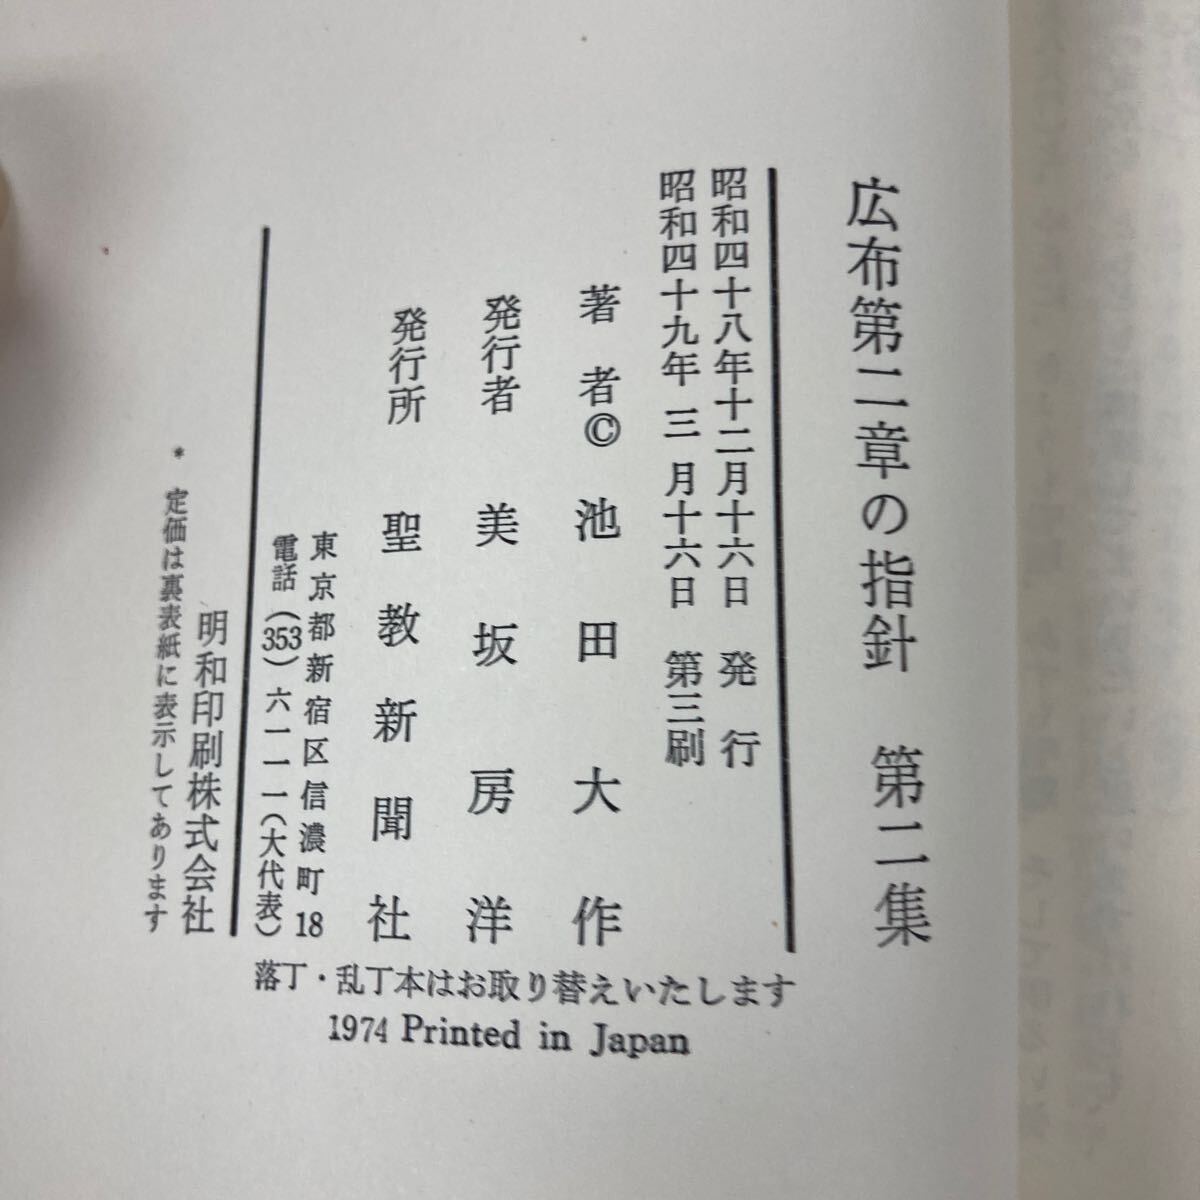 広布第二章の指針　第二集
昭和四十八年十二月十六日　発　行
昭和四十九年　三　月十六日　第三刷
著　者©　池　田　大　作
発行者　美　坂　房　洋
発行所　聖　教　新　聞　社
東京都新宿区信濃町18
電話（353）六一一一（大代表）
明和印刷株式会社
＊　定価は裏表紙に表示してあります
落丁・乱丁本はお取り替えいたします
1974 Printed in Japan